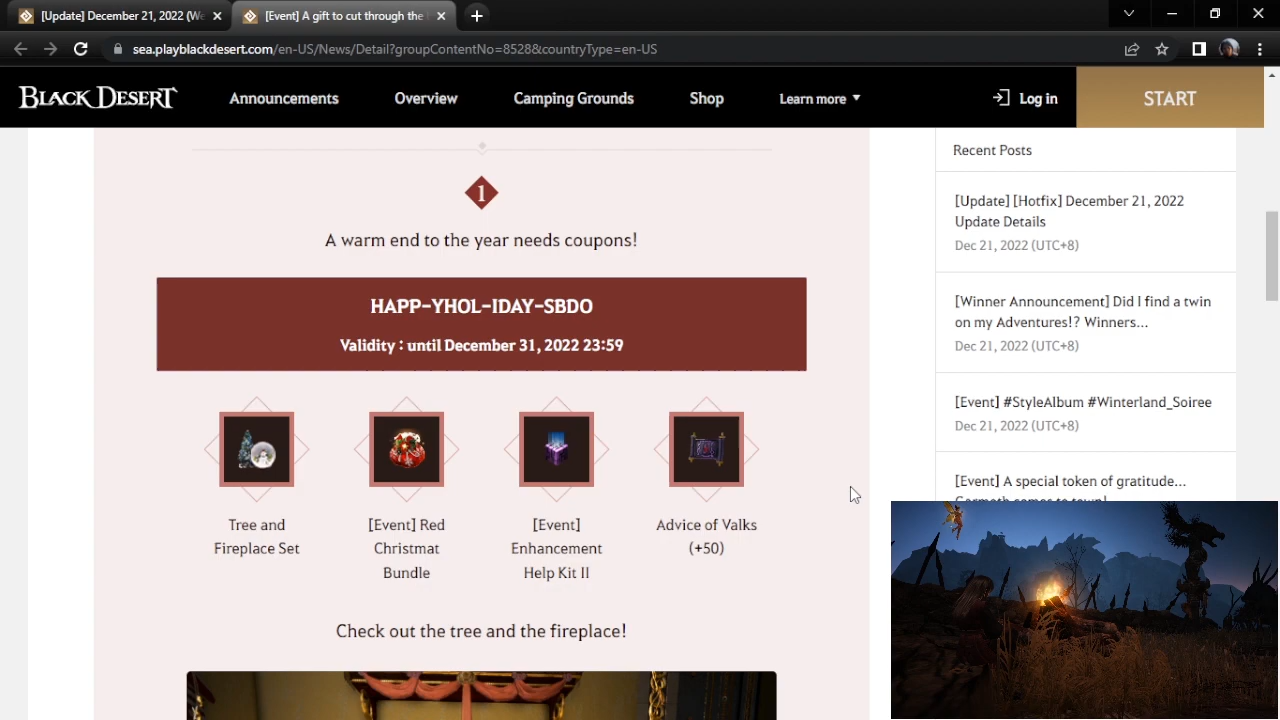 [Update] December 21, 2022 (We
[Event] A gift to cut through the
sea.playblackdesert.com/en-US/News/Detail?groupContentNo=8528&countryType=en-US
BLACK DESERT
Announcements
Overview
Camping Grounds
Shop
Learn more
Log in
START
1
A warm end to the year needs coupons!
HAPP-YHOL-IDAY-SBDO
Validity : until December 31, 2022 23:59
Tree and
Fireplace Set
[Event] Red
Christmat
Bundle
[Event]
Enhancement
Help Kit II
Advice of Valks
(+50)
Check out the tree and the fireplace!
Recent Posts
[Update] [Hotfix] December 21, 2022
Update Details
Dec 21, 2022 (UTC+8)
[Winner Announcement] Did I find a twin
on my Adventures!? Winners...
Dec 21, 2022 (UTC+8)
[Event] #StyleAlbum #Winterland_Soiree
Dec 21, 2022 (UTC+8)
[Event] A special token of gratitude...
Garmoth comes to town!